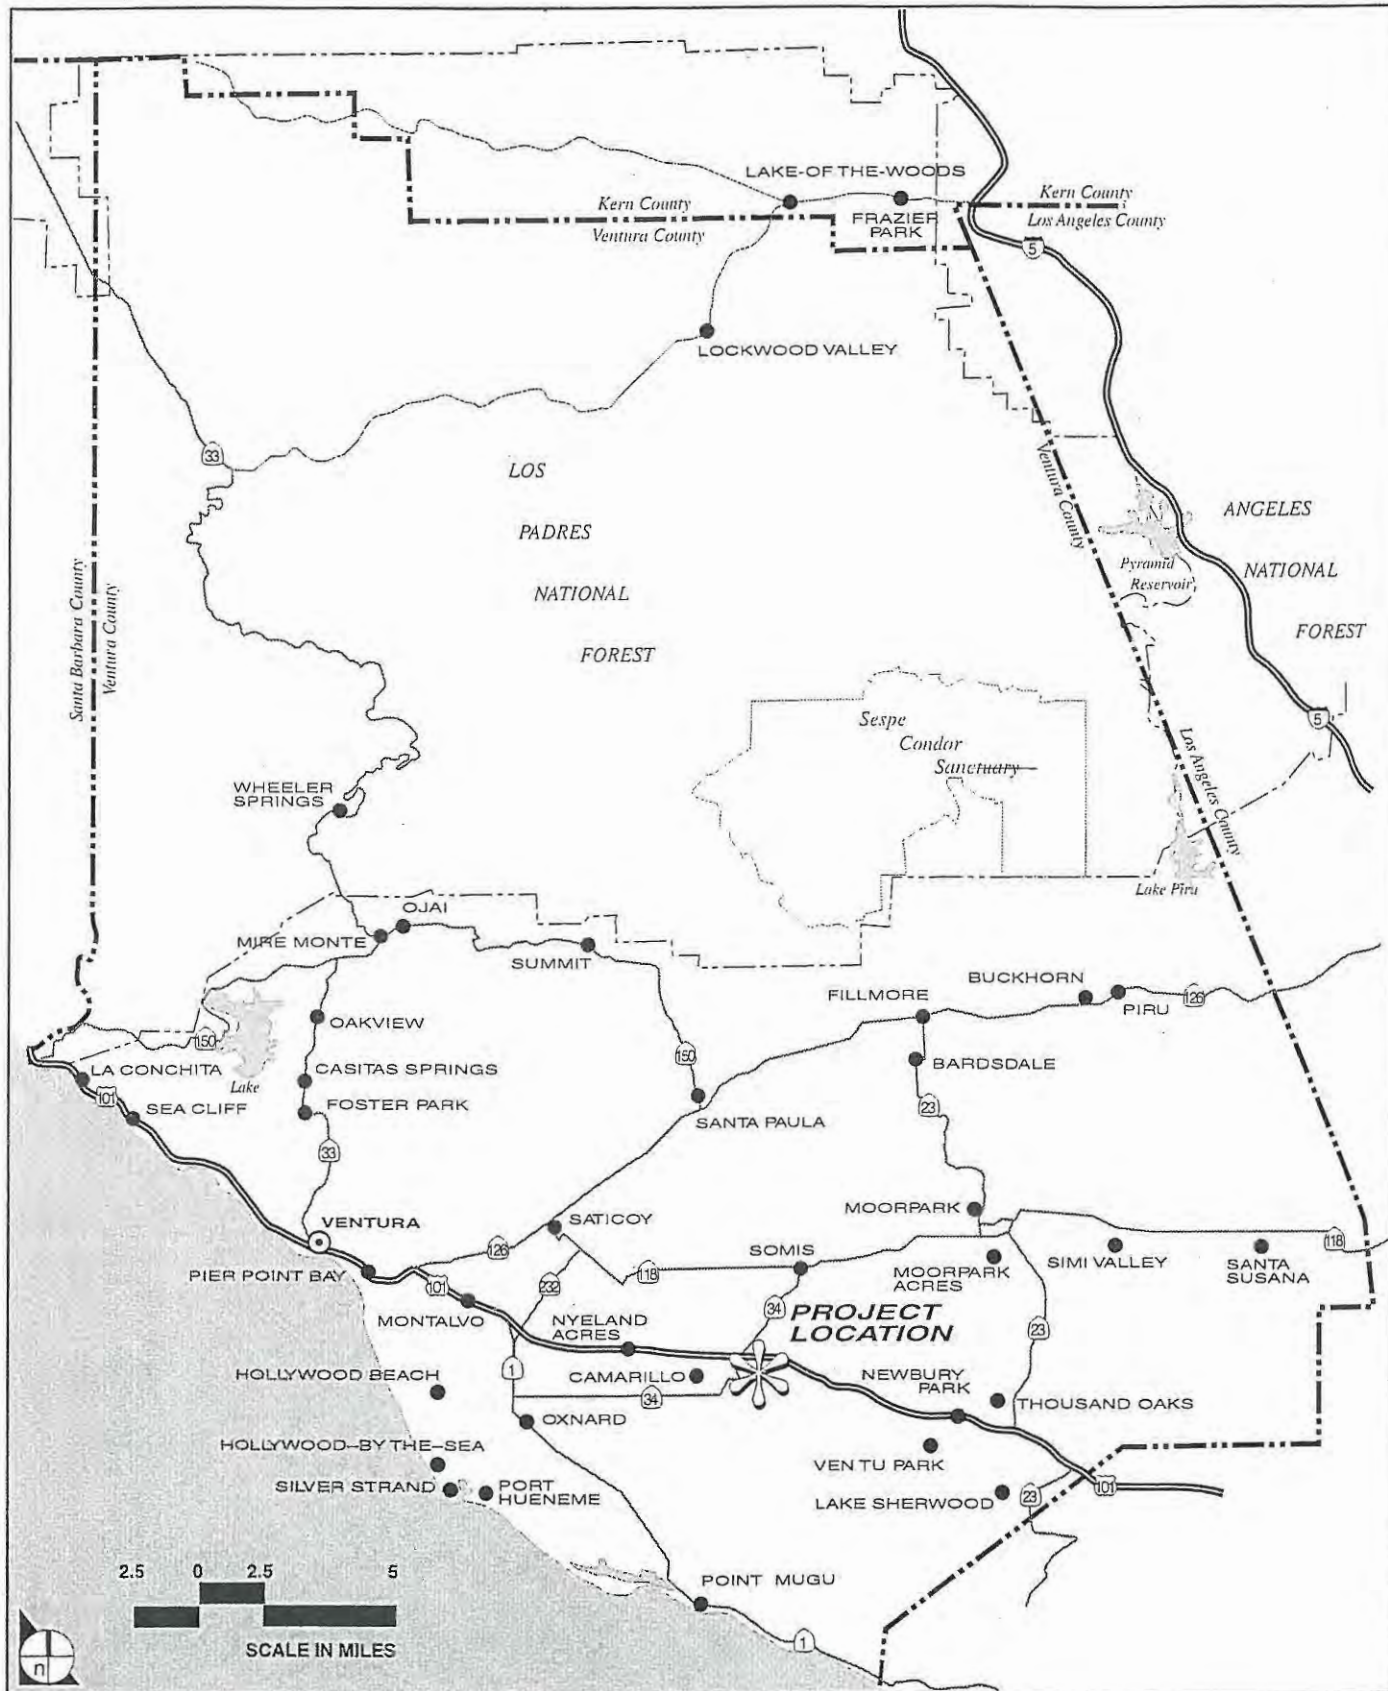 LAKE-OF THE-WOODS
Kern County
Kern County
FRAZIER
PARK
Los Angeles County
Ventura County
5
LOCKWOOD VALLEY
33
LOS
PADRES
NATIONAL
FOREST
Ventura County
ANGELES
NATIONAL
FOREST
Pyramid
Reservoir
Santa Barbara County
Ventura County
Sespe
Condor
Sanctuary
5
Los Angeles County
WHEELER
SPRINGS
Lake Piru
OJAI
MIRE MONTE
SUMMIT
BUCKHORN
FILLMORE
PIRU
126
OAKVIEW
150
150
LA CONCHITA
CASITAS SPRINGS
BARDSDALE
Lake
101
SEA CLIFF
FOSTER PARK
SANTA PAULA
23
33
MOORPARK
VENTURA
SATICOY
126
SOMIS
118
PIER POINT BAY
118
MOORPARK
ACRES
SIMI VALLEY
SANTA
SUSANA
101
232
MONTALVO
34
PROJECT
LOCATION
NYELAND
ACRES
23
HOLLYWOOD BEACH
1
CAMARILLO
34
NEWBURY
PARK
THOUSAND OAKS
OXNARD
HOLLYWOOD-BY THE-SEA
VEN TU PARK
SILVER STRAND
PORT
HUENEME
LAKE SHERWOOD
23
101
2.5 0 2.5 5
POINT MUGU
SCALE IN MILES
1
n